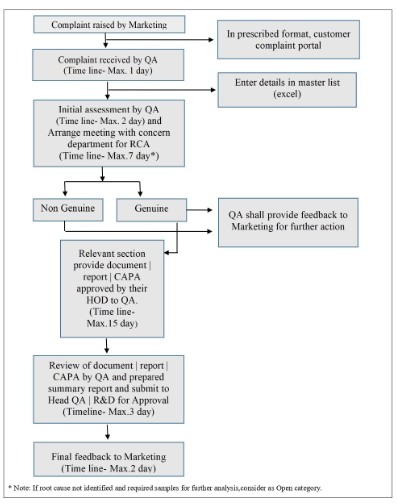 Complaint raised by Marketing
In prescribed format, customer
complaint portal
Complaint received by QA
(Time line- Max. 1 day)
Enter details in master list
(excel)
Initial assessment by QA
(Time line- Max. 2 day) and
Arrange meeting with concern
department for RCA
(Time line- Max.7 day*)
Non Genuine
Genuine
QA shall provide feedback to
Marketing for further action
Relevant section
provide document |
report | CAPA
approved by their
HOD to QA.
(Time line-
Max.15 day)
Review of document | report |
CAPA by QA and prepared
summary report and submit to
Head QA | R&D for Approval
(Timeline- Max.3 day)
Final feedback to Marketing
(Time line- Max.2 day)
* Note: If root cause not identified and required samples for further analysis,consider as Open category.